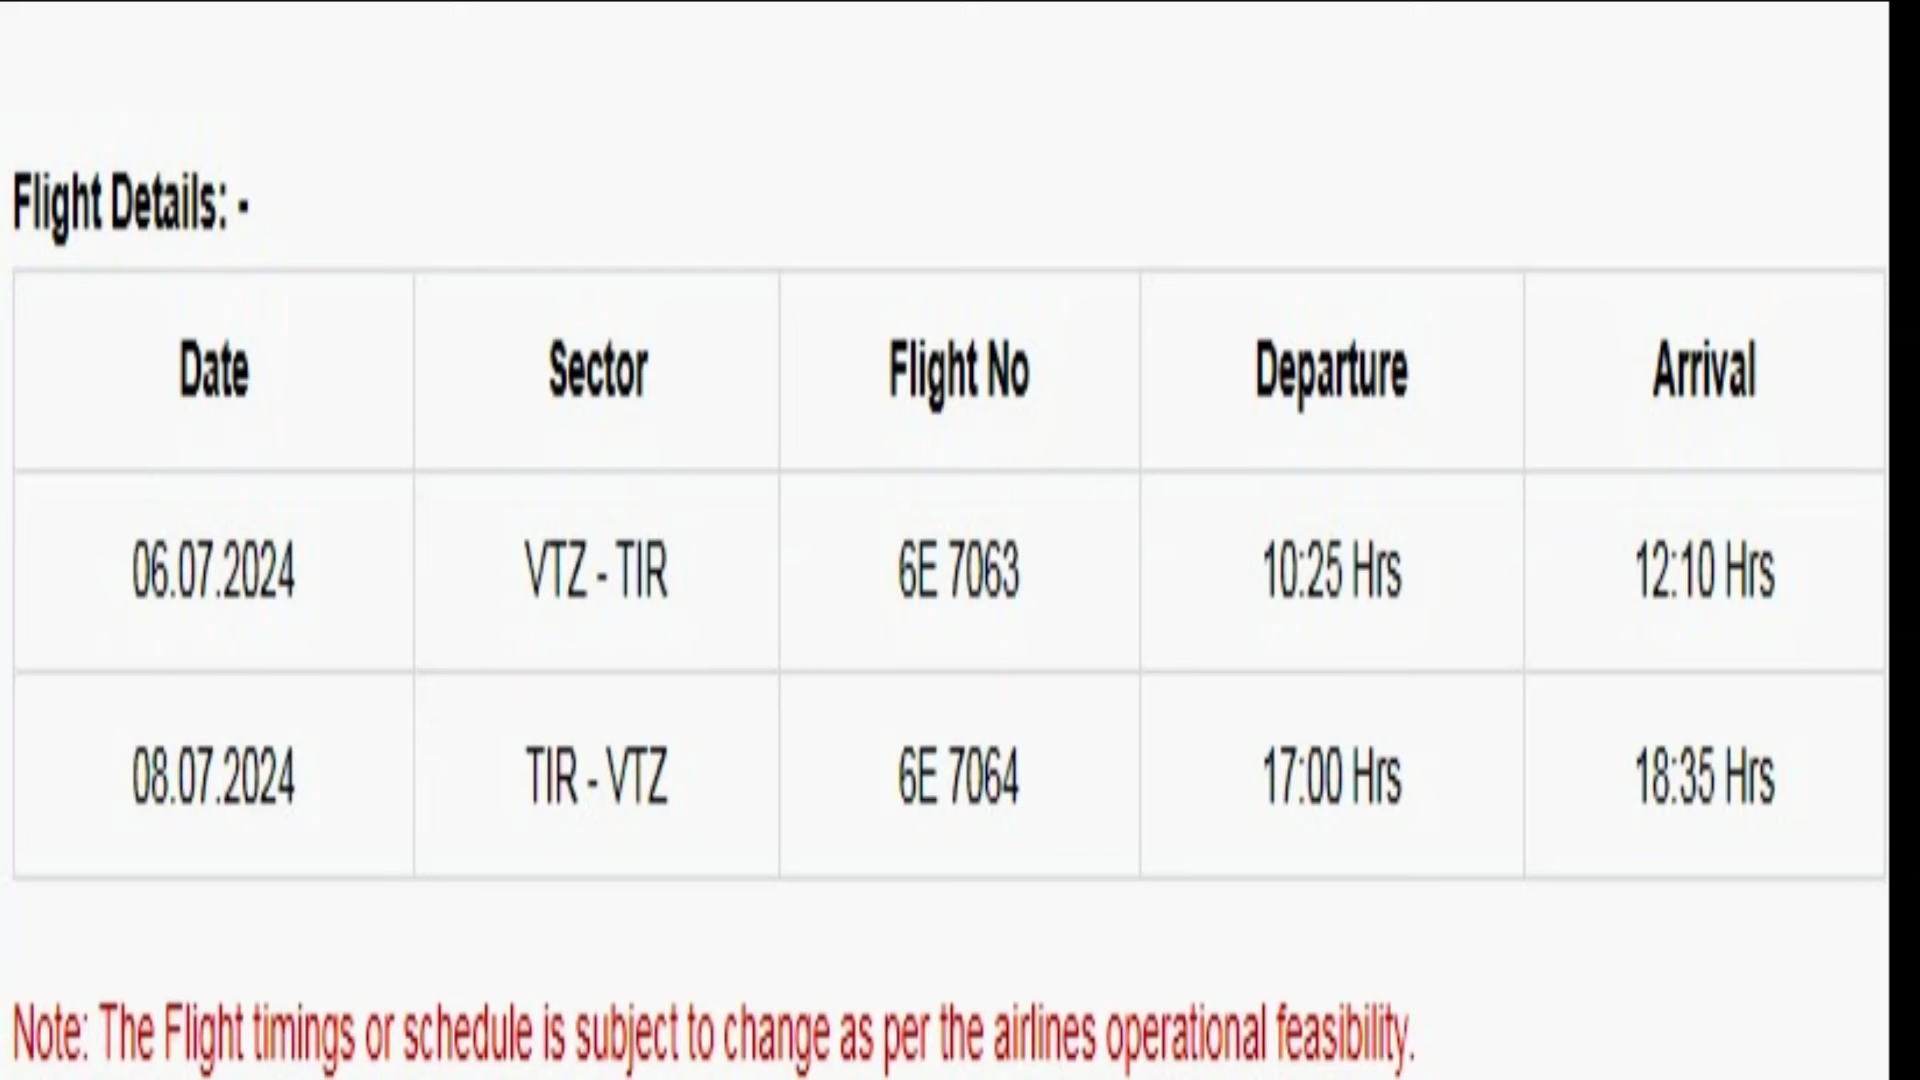 Flight Details: -
Date Sector Flight No Departure Arrival
06.07.2024 VTZ - TIR 6E 7063 10:25 Hrs 12:10 Hrs
08.07.2024 TIR - VTZ 6E 7064 17:00 Hrs 18:35 Hrs
Note: The Flight timings or schedule is subject to change as per the airlines operational feasibility.